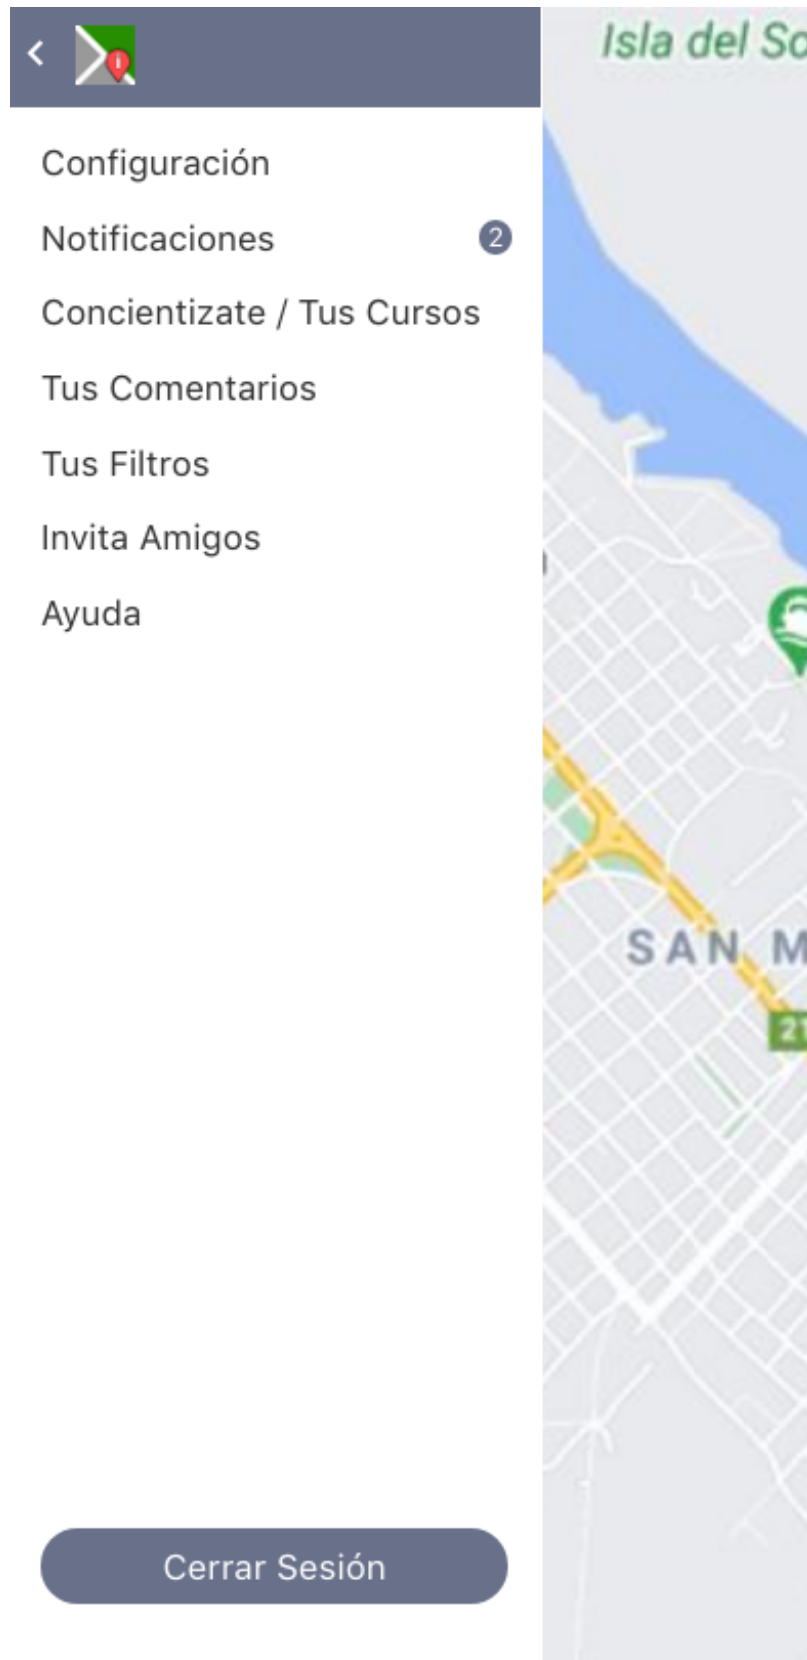 Isla del So
Configuración
Notificaciones 2
Concientizate / Tus Cursos
Tus Comentarios
Tus Filtros
Invita Amigos
Ayuda
SAN M
21
Cerrar Sesión